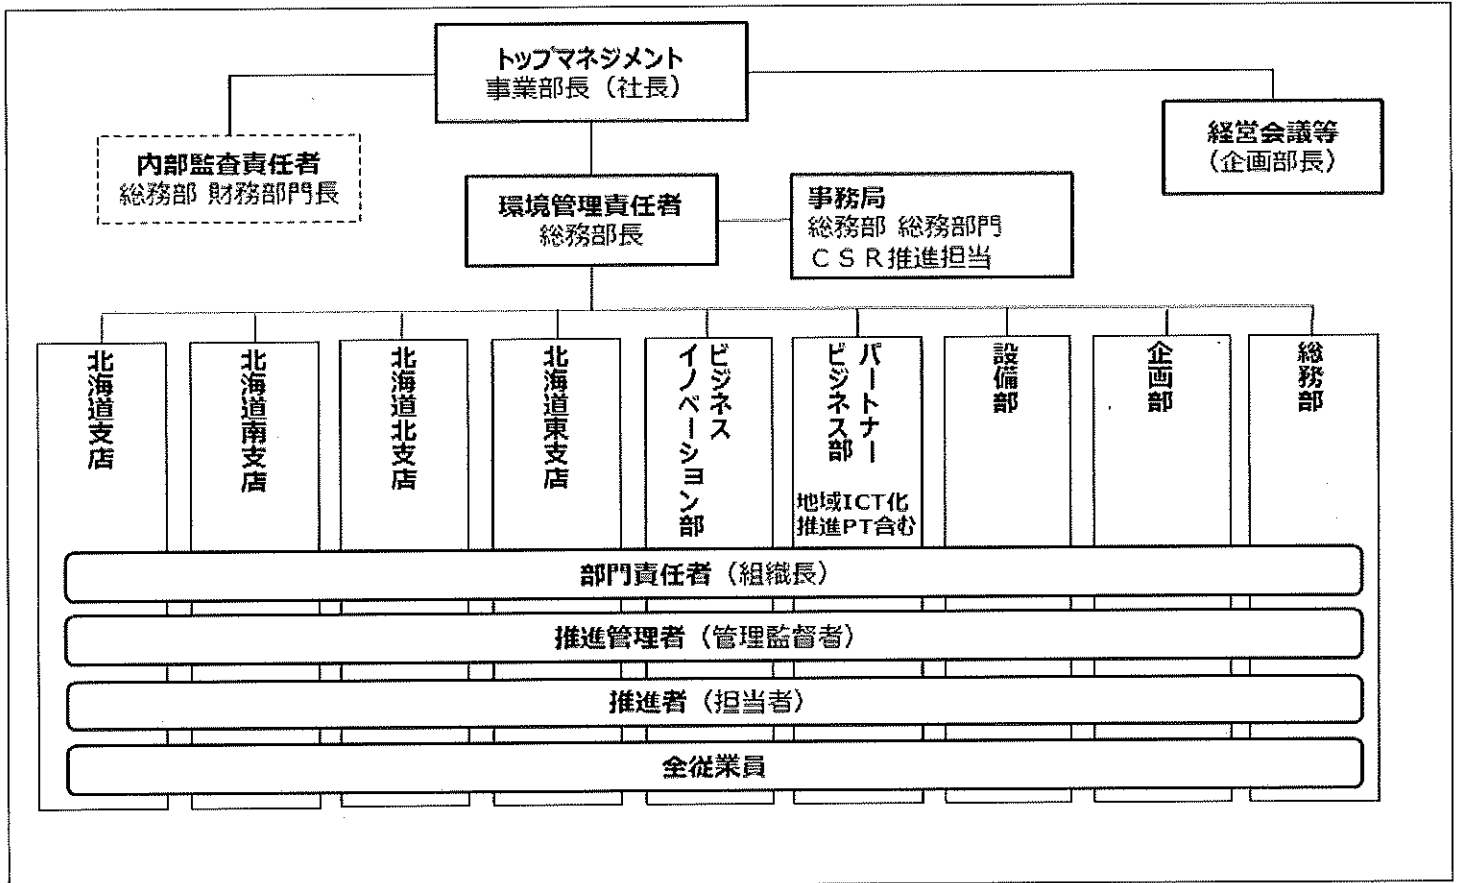 トップマネジメント
事業部長（社長）
経営会議等
（企画部長）
内部監査責任者
総務部 財務部門長
環境管理責任者
総務部長
事務局
総務部 総務部門
ＣＳＲ推進担当
北海道支店
北海道南支店
北海道北支店
北海道東支店
ビジネス
イノベーション部
パートナー
ビジネス部
地域ICT化
推進PT含む
設備部
企画部
総務部
部門責任者（組織長）
推進管理者（管理監督者）
推進者（担当者）
全従業員